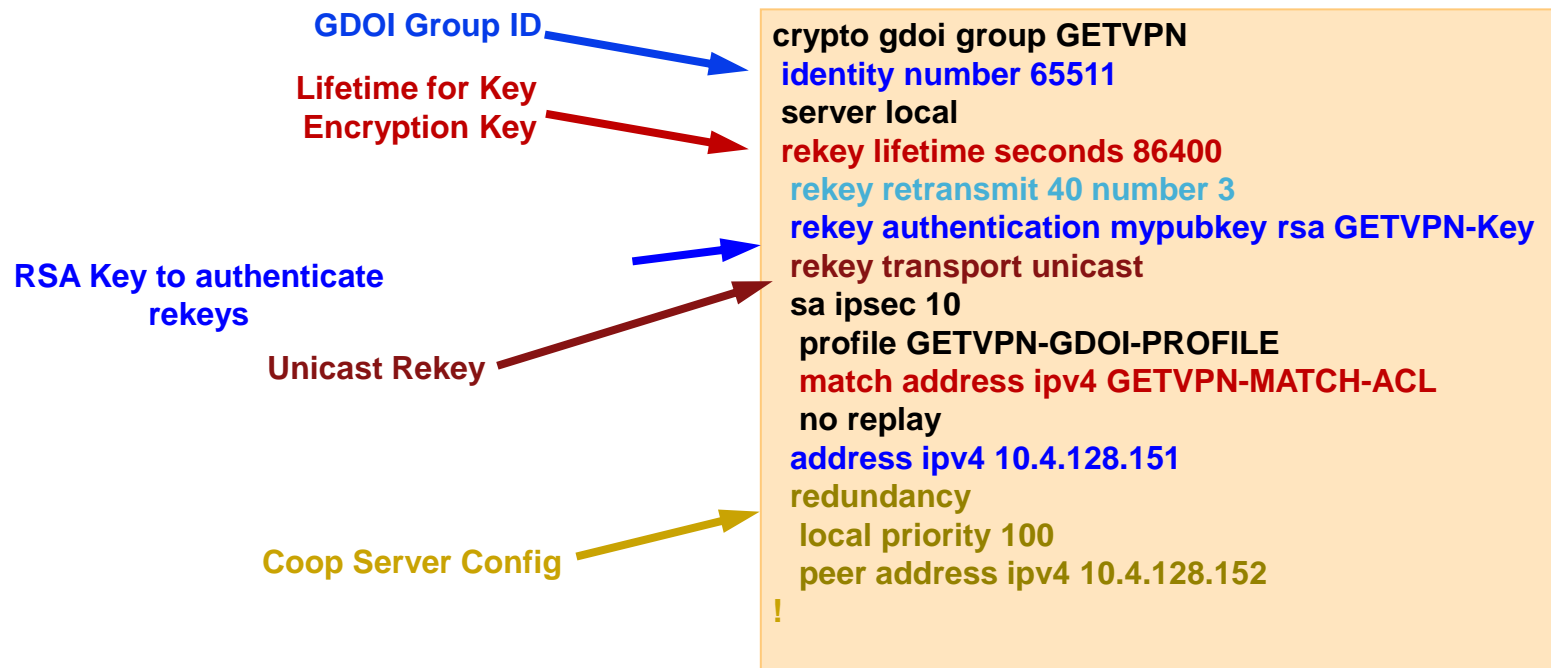 GDOI Group ID
Lifetime for Key
Encryption Key
RSA Key to authenticate
rekeys
Unicast Rekey
Coop Server Config
crypto gdoi group GETVPN
identity number 65511
server local
rekey lifetime seconds 86400
rekey retransmit 40 number 3
rekey authentication mypubkey rsa GETVPN-Key
rekey transport unicast
sa ipsec 10
profile GETVPN-GDOI-PROFILE
match address ipv4 GETVPN-MATCH-ACL
no replay
address ipv4 10.4.128.151
redundancy
local priority 100
peer address ipv4 10.4.128.152
!